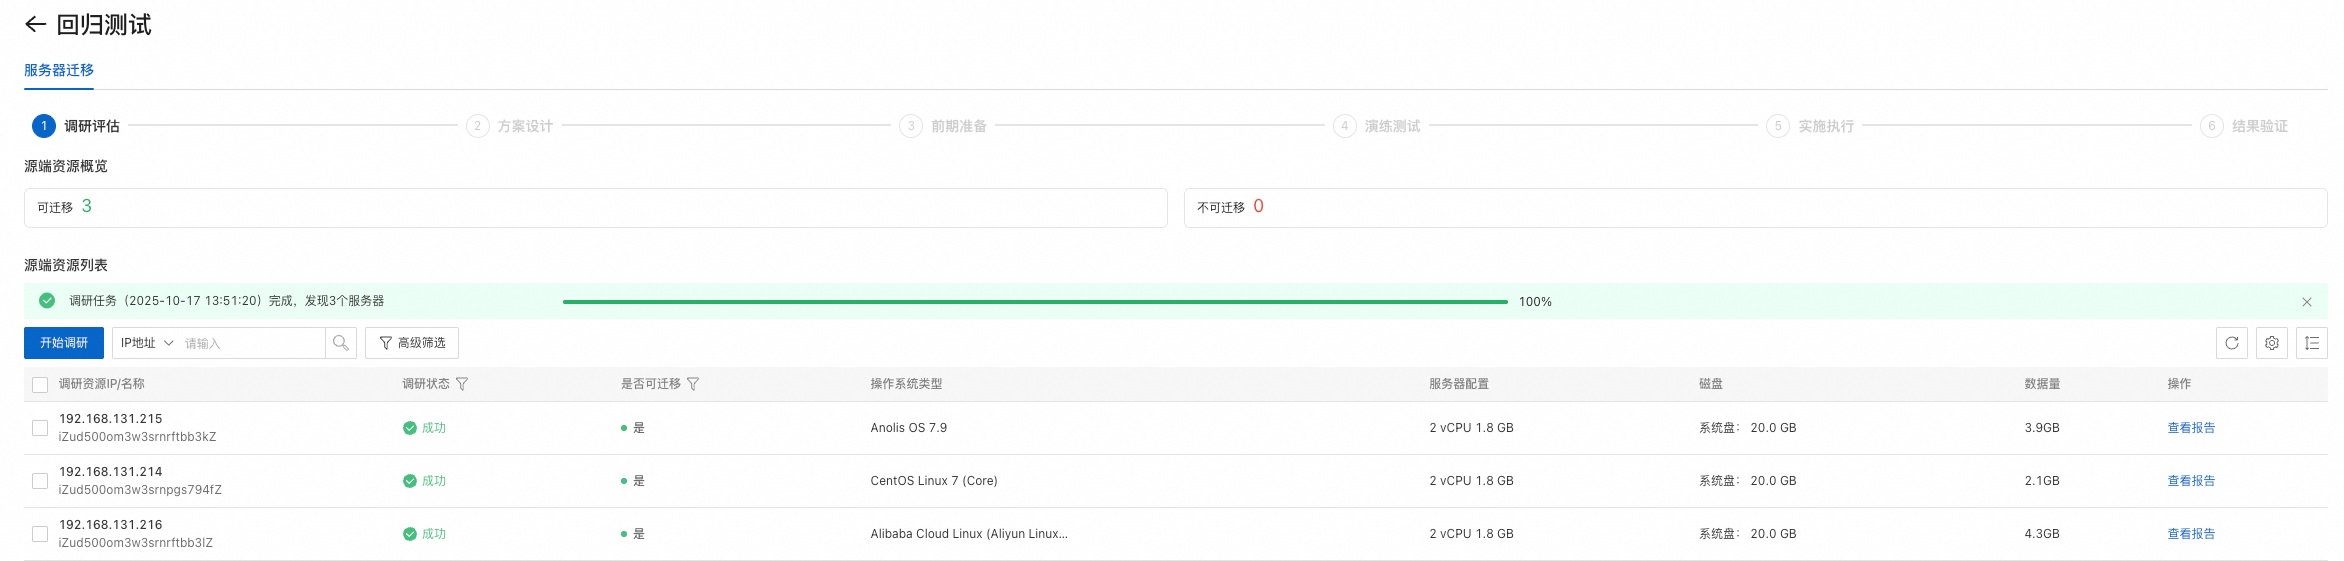 回归测试
服务器迁移
1 调研评估 2 方案设计 3 前期准备 4 演练测试 5 实施执行 6 结果验证
源端资源概览
可迁移 3 不可迁移 0
源端资源列表
调研任务（2025-10-17 13:51:20）完成，发现3个服务器 100%
开始调研 IP地址 请输入 高级筛选
调研资源IP/名称 调研状态 是否可迁移 操作系统类型 服务器配置 磁盘 数据量 操作
192.168.131.215
iZud500om3w3srnrftbb3kZ 成功 是 Anolis OS 7.9 2 vCPU 1.8 GB 系统盘： 20.0 GB 3.9GB 查看报告
192.168.131.214
iZud500om3w3srnpgs794fZ 成功 是 CentOS Linux 7 (Core) 2 vCPU 1.8 GB 系统盘： 20.0 GB 2.1GB 查看报告
192.168.131.216
iZud500om3w3srnrftbb3lZ 成功 是 Alibaba Cloud Linux (Aliyun Linux... 2 vCPU 1.8 GB 系统盘： 20.0 GB 4.3GB 查看报告